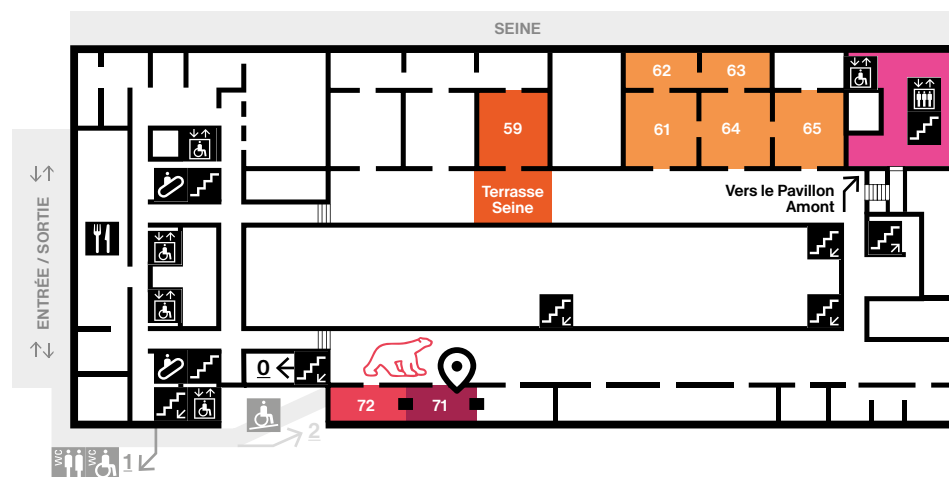 SEINE
62
63
59
61
64
65
Terrasse
Seine
Vers le Pavillon
Amont
ENTRÉE / SORTIE
0
72
71
2
WC
WC
1